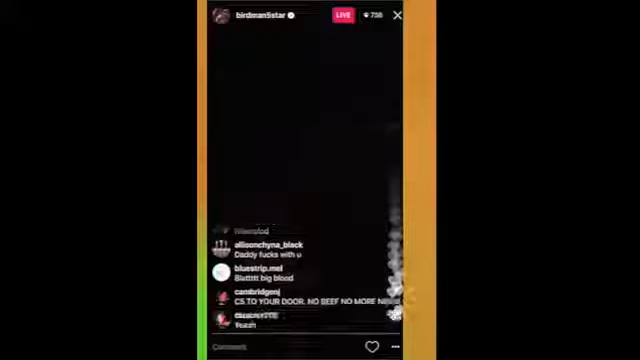 birdman5star
LIVE
738
allisonchyna_black
Daddy fucks with u
bluestrip.mel
Blattttt big blood
cambridgenj
CS TO YOUR DOOR. NO BEEF NO MORE
Yeaah
Comment